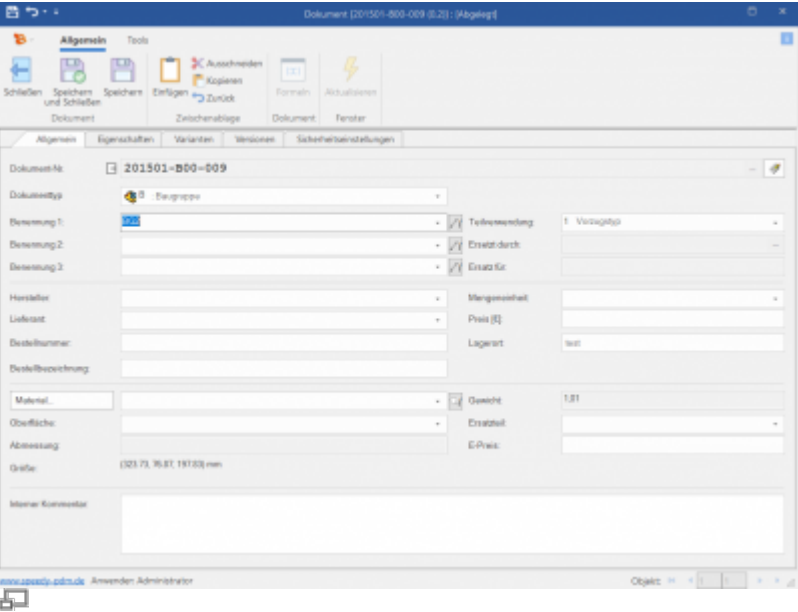 Dokument [201501-B00-009 (0.2)] : [Abgelegt]
Allgemein Tools
Schließen Speichern und Schließen Speichern Einfügen Ausschneiden Kopieren Zurück Formeln Aktualisieren
Dokument Zwischenablage Dokument Fenster
Allgemein Eigenschaften Varianten Versionen Sicherheitseinstellungen
Dokument-Nr. 201501-B00-009
Dokumenttyp Baugruppe
Benennung 1: Teilverwendung:
Benennung 2: Ersetzt durch:
Benennung 3: Ersatz für:
Hersteller: Mengeneinheit:
Lieferant: Preis [€]:
Bestellnummer: Lagerort: test
Bestellbezeichnung:
Material... Gewicht: 1,01
Oberfläche: Ersatzteil:
Abmessung: E-Preis:
Größe:
Interner Kommentar:
www.speedy-pdm.de Anwender: Administrator Objekt: